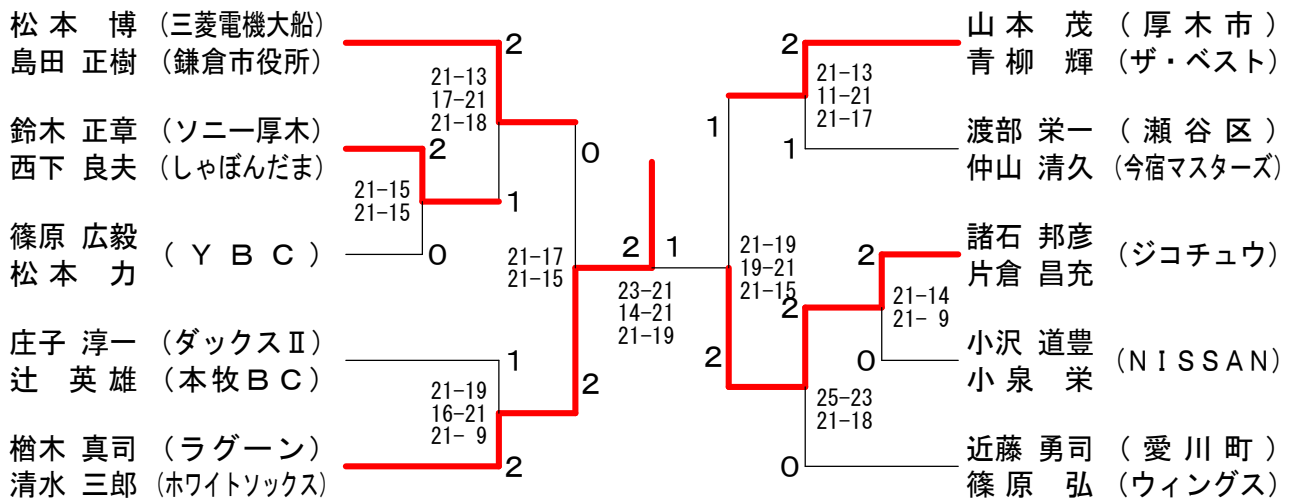 松本 博 (三菱電機大船)
島田 正樹 (鎌倉市役所)
鈴木 正章 (ソニー厚木)
西下 良夫 (しゃぼんだま)
篠原 広毅
松本 力
(ＹＢＣ)
庄子 淳一 (ダックスⅡ)
辻 英雄 (本牧ＢＣ)
楢木 真司 (ラグーン)
清水 三郎 (ホワイトソックス)
2
21-13
17-21
21-18
2
21-15
21-15
0
1
0
21-17
21-15
1
21-19
16-21
21- 9
2
2
2
1
23-21
14-21
21-19
1
21-19
19-21
21-15
2
2
21-13
11-21
21-17
1
2
2
21-14
21- 9
0
25-23
21-18
0
山本 茂 (厚木市)
青柳 輝 (ザ・ベスト)
渡部 栄一 (瀬谷区)
仲山 清久 (今宿マスターズ)
諸石 邦彦
片倉 昌充
(ジコチュウ)
小沢 道豊
小泉 栄
(ＮＩＳＳＡＮ)
近藤 勇司 (愛川町)
篠原 弘 (ウィングス)